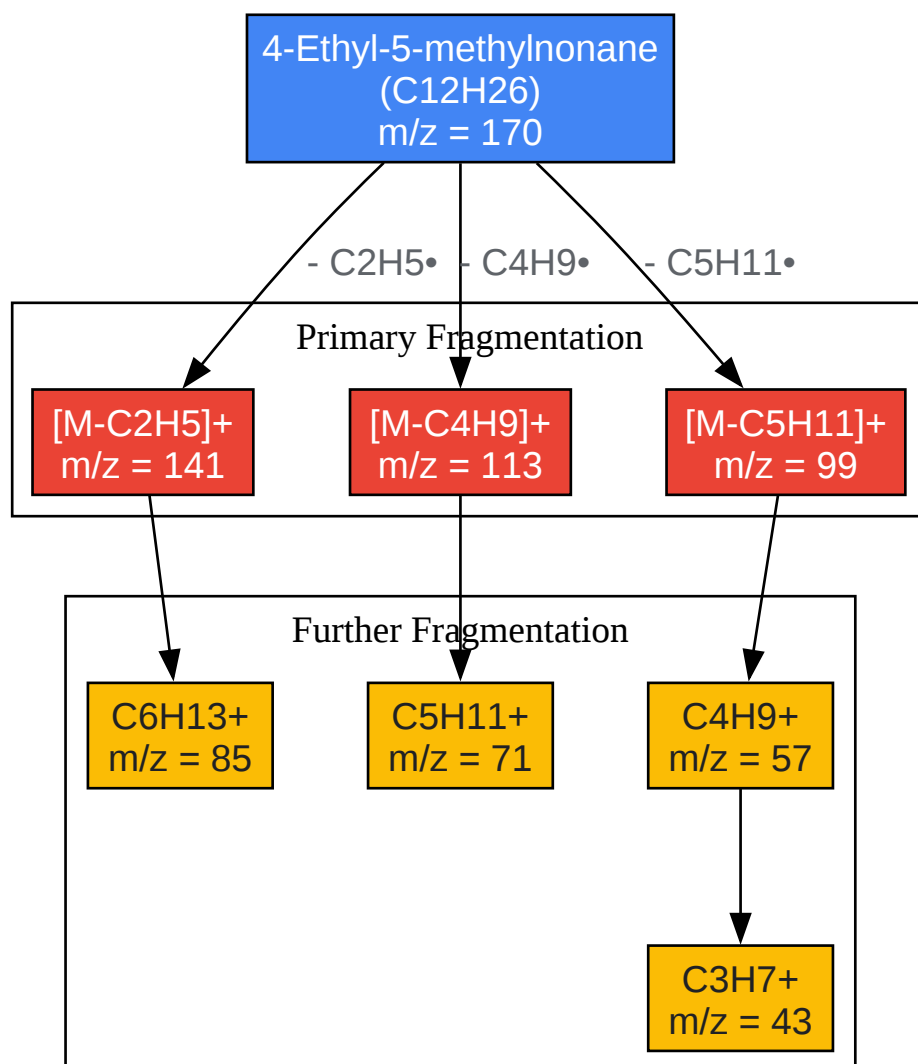 4-Ethyl-5-methylnonane
(C12H26)
m/z = 170
- C2H5•
- C4H9•
- C5H11•
Primary Fragmentation
[M-C2H5]+
m/z = 141
[M-C4H9]+
m/z = 113
[M-C5H11]+
m/z = 99
Further Fragmentation
C6H13+
m/z = 85
C5H11+
m/z = 71
C4H9+
m/z = 57
C3H7+
m/z = 43